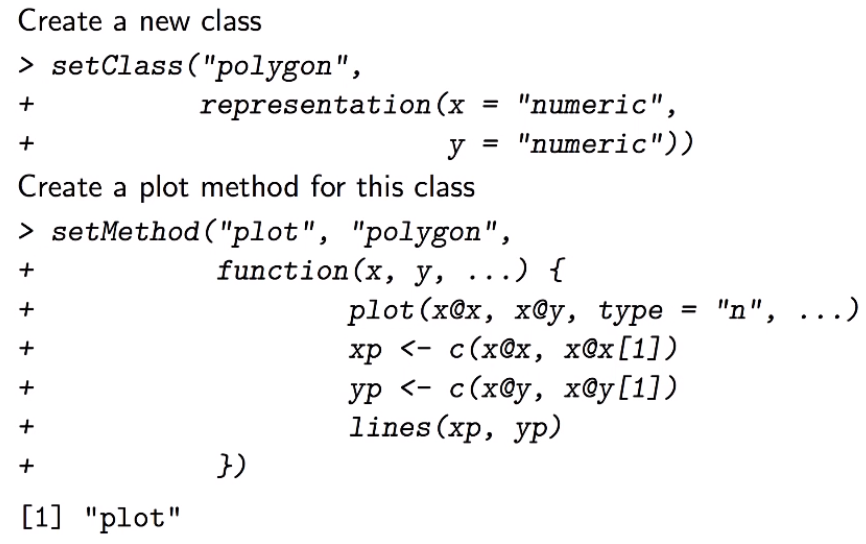 Create a new class
> setClass("polygon",
+          representation(x = "numeric",
+                         y = "numeric"))
Create a plot method for this class
> setMethod("plot", "polygon",
+           function(x, y, ...) {
+                   plot(x@x, x@y, type = "n", ...)
+                   xp <- c(x@x, x@x[1])
+                   yp <- c(x@y, x@y[1])
+                   lines(xp, yp)
+           })
[1] "plot"